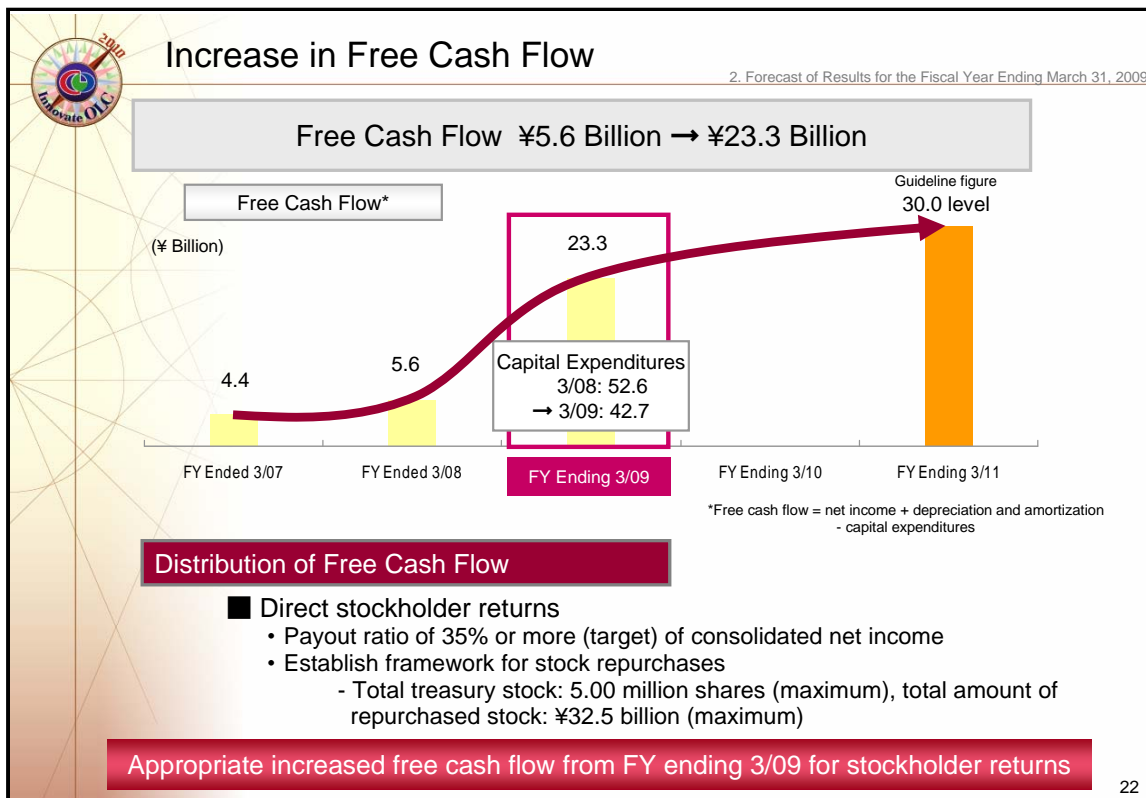 2010
Innovate OLC
Increase in Free Cash Flow
2. Forecast of Results for the Fiscal Year Ending March 31, 2009
Free Cash Flow ¥5.6 Billion → ¥23.3 Billion
Free Cash Flow*
(¥ Billion)
Guideline figure
30.0 level
23.3
5.6
4.4
Capital Expenditures
3/08: 52.6
→ 3/09: 42.7
FY Ended 3/07
FY Ended 3/08
FY Ending 3/09
FY Ending 3/10
FY Ending 3/11
*Free cash flow = net income + depreciation and amortization
- capital expenditures
Distribution of Free Cash Flow
■ Direct stockholder returns
• Payout ratio of 35% or more (target) of consolidated net income
• Establish framework for stock repurchases
- Total treasury stock: 5.00 million shares (maximum), total amount of
repurchased stock: ¥32.5 billion (maximum)
Appropriate increased free cash flow from FY ending 3/09 for stockholder returns
22